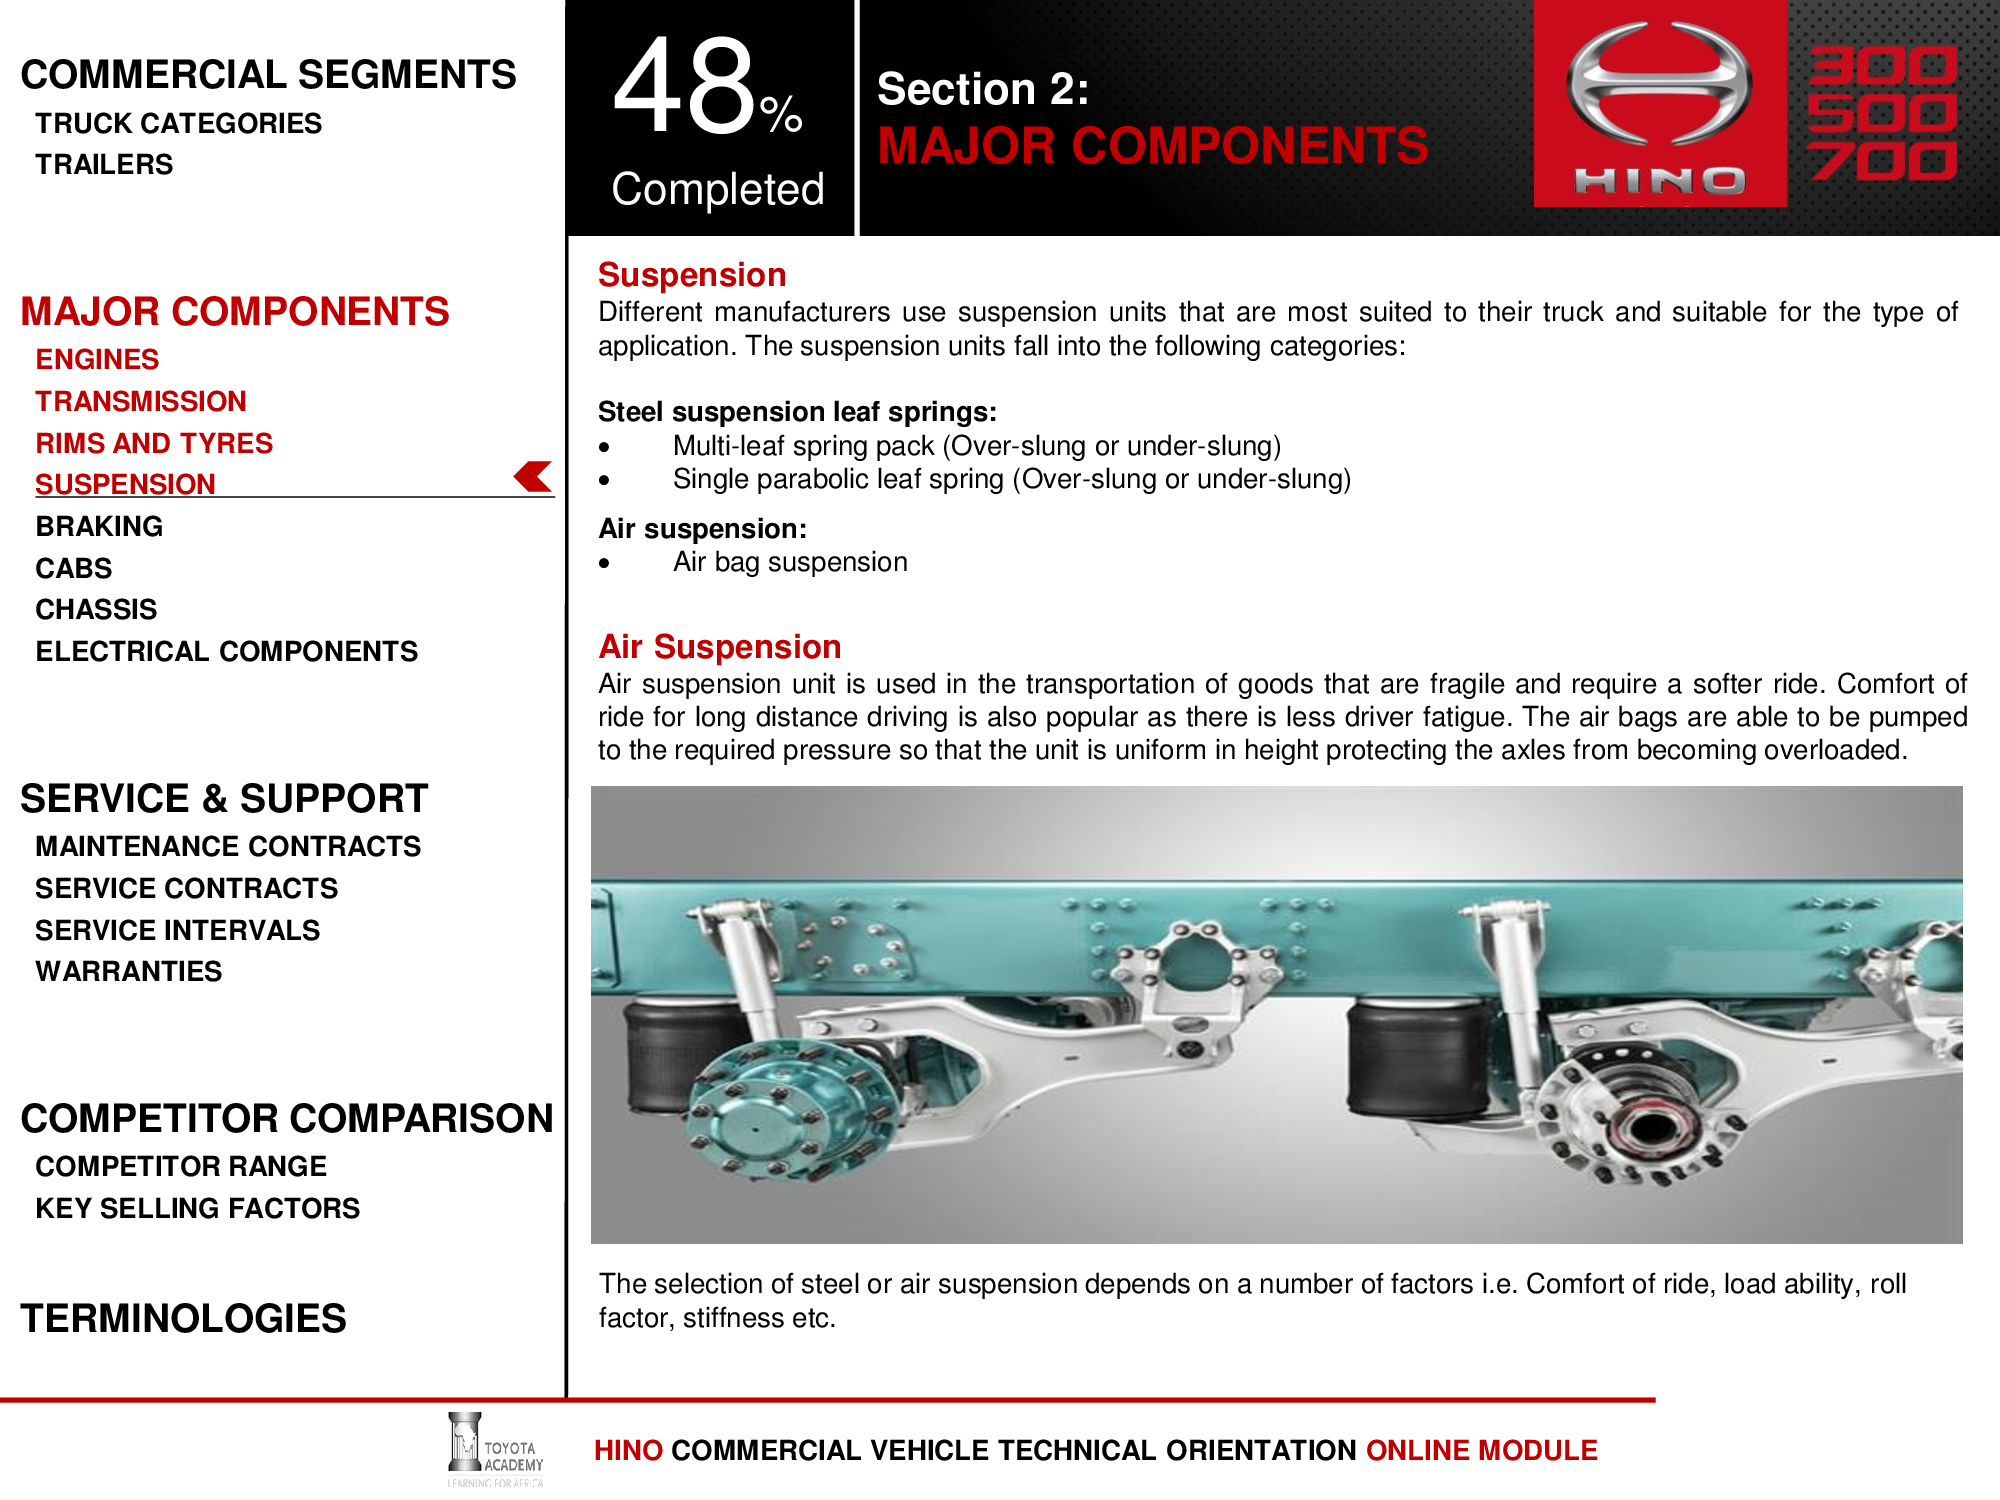 COMMERCIAL SEGMENTS
TRUCK CATEGORIES
TRAILERS
MAJOR COMPONENTS
ENGINES
TRANSMISSION
RIMS AND TYRES
SUSPENSION
BRAKING
CABS
CHASSIS
ELECTRICAL COMPONENTS
SERVICE & SUPPORT
MAINTENANCE CONTRACTS
SERVICE CONTRACTS
SERVICE INTERVALS
WARRANTIES
COMPETITOR COMPARISON
COMPETITOR RANGE
KEY SELLING FACTORS
TERMINOLOGIES
48%
Completed
Section 2:
MAJOR COMPONENTS
HINO
300
500
700
Suspension
Different manufacturers use suspension units that are most suited to their truck and suitable for the type of
application. The suspension units fall into the following categories:
Steel suspension leaf springs:
• Multi-leaf spring pack (Over-slung or under-slung)
• Single parabolic leaf spring (Over-slung or under-slung)
Air suspension:
• Air bag suspension
Air Suspension
Air suspension unit is used in the transportation of goods that are fragile and require a softer ride. Comfort of
ride for long distance driving is also popular as there is less driver fatigue. The air bags are able to be pumped
to the required pressure so that the unit is uniform in height protecting the axles from becoming overloaded.
The selection of steel or air suspension depends on a number of factors i.e. Comfort of ride, load ability, roll
factor, stiffness etc.
TOYOTA
ACADEMY
LEARNING FOR AFRICA
HINO COMMERCIAL VEHICLE TECHNICAL ORIENTATION ONLINE MODULE